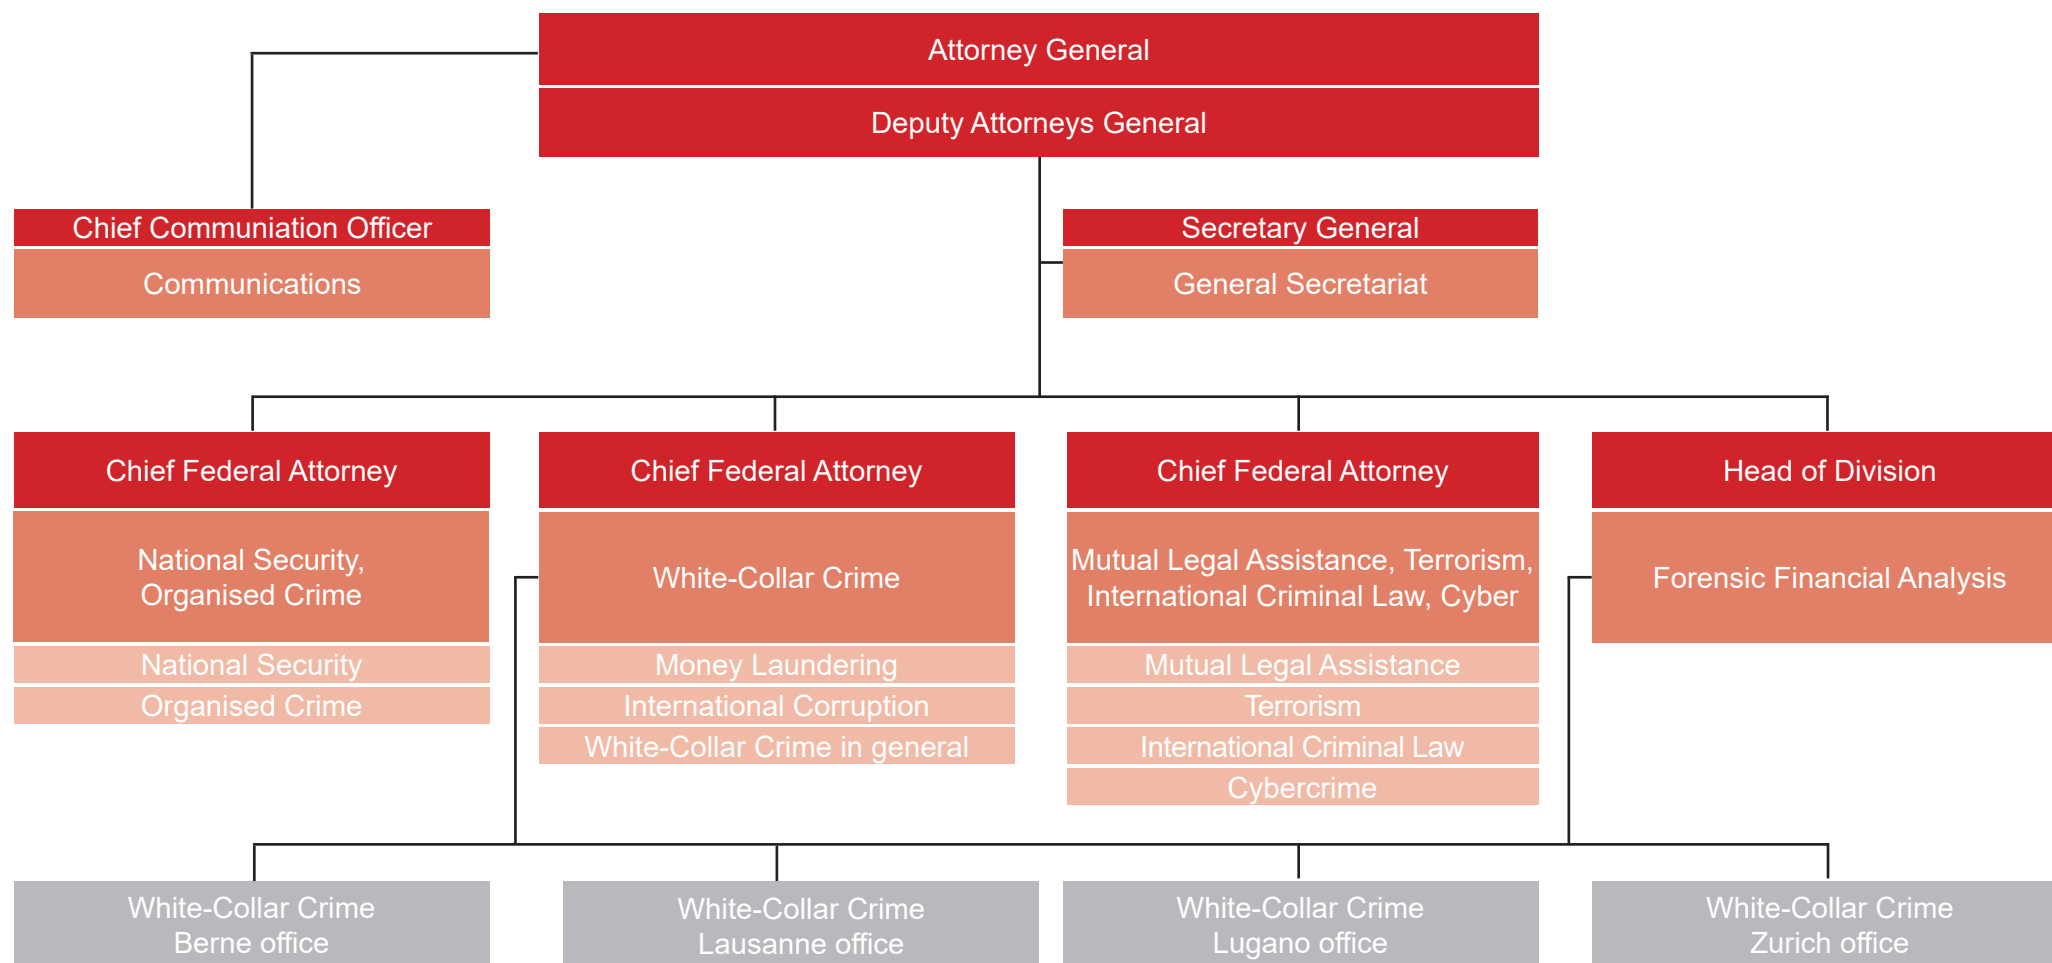 Attorney General
Deputy Attorneys General
Chief Communiation Officer
Communications
Secretary General
General Secretariat
Chief Federal Attorney
National Security,
Organised Crime
National Security
Organised Crime
Chief Federal Attorney
White-Collar Crime
Money Laundering
International Corruption
White-Collar Crime in general
Chief Federal Attorney
Mutual Legal Assistance, Terrorism,
International Criminal Law, Cyber
Mutual Legal Assistance
Terrorism
International Criminal Law
Cybercrime
Head of Division
Forensic Financial Analysis
White-Collar Crime
Berne office
White-Collar Crime
Lausanne office
White-Collar Crime
Lugano office
White-Collar Crime
Zurich office